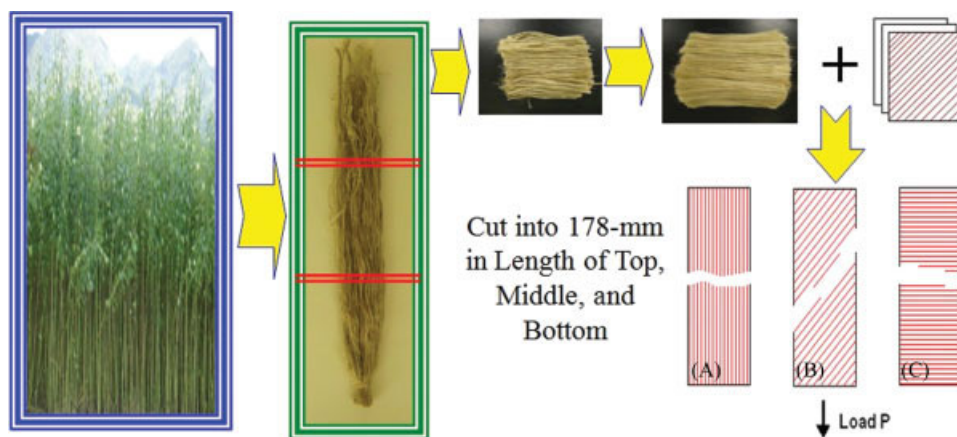 Cut into 178-mm
in Length of Top,
Middle, and
Bottom
(A)
(B)
(C)
Load P